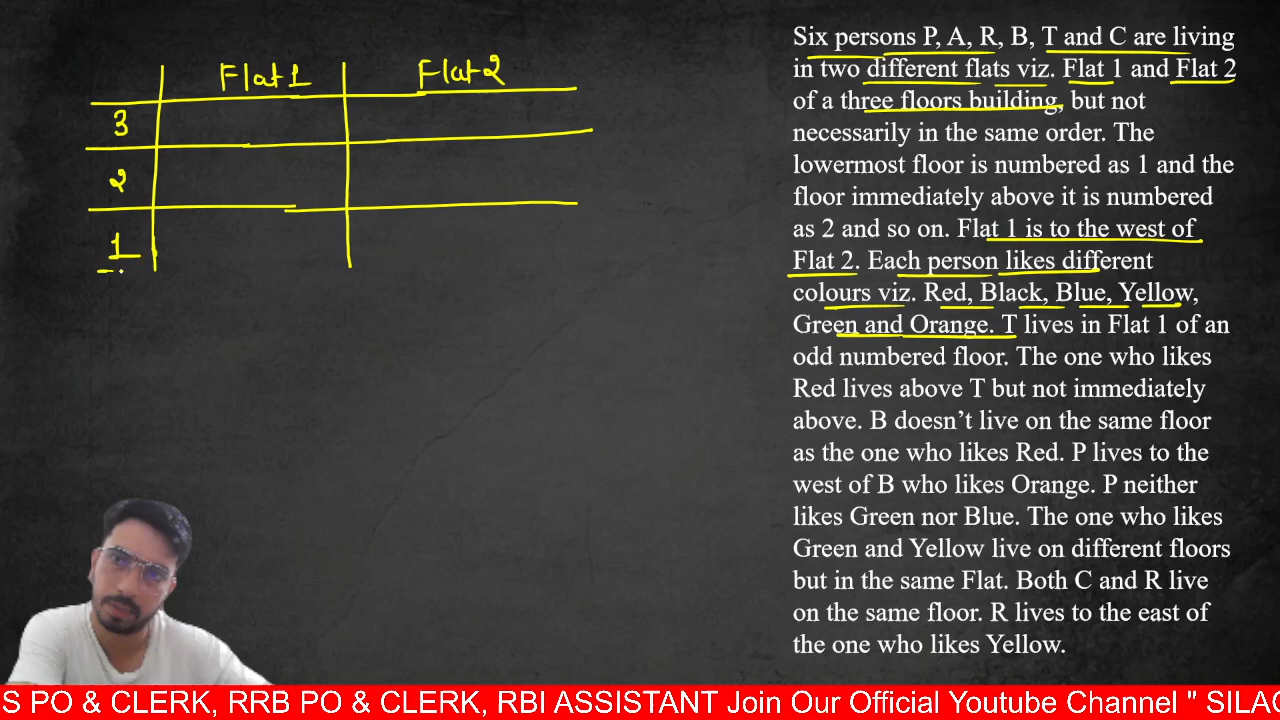 Flat 1 Flat 2
3
2
1
Six persons P, A, R, B, T and C are living
in two different flats viz. Flat 1 and Flat 2
of a three floors building, but not
necessarily in the same order. The
lowermost floor is numbered as 1 and the
floor immediately above it is numbered
as 2 and so on. Flat 1 is to the west of
Flat 2. Each person likes different
colours viz. Red, Black, Blue, Yellow,
Green and Orange. T lives in Flat 1 of an
odd numbered floor. The one who likes
Red lives above T but not immediately
above. B doesn’t live on the same floor
as the one who likes Red. P lives to the
west of B who likes Orange. P neither
likes Green nor Blue. The one who likes
Green and Yellow live on different floors
but in the same Flat. Both C and R live
on the same floor. R lives to the east of
the one who likes Yellow.
S PO & CLERK, RRB PO & CLERK, RBI ASSISTANT Join Our Official Youtube Channel " SILAC